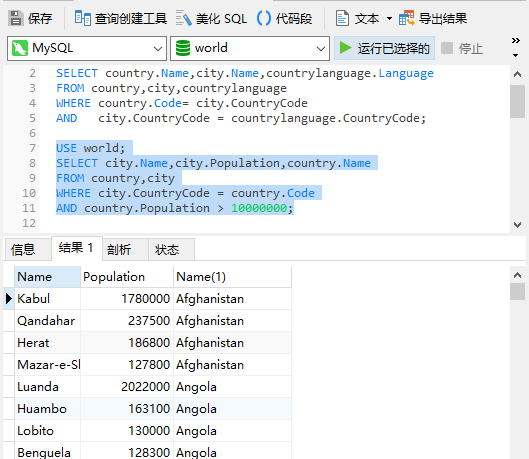 保存 查询创建工具 美化 SQL () 代码段 文本 导出结果
MySQL world 运行已选择的 停止
2 SELECT country.Name,city.Name,countrylanguage.Language
3 FROM country,city,countrylanguage
4 WHERE country.Code= city.CountryCode
5 AND   city.CountryCode = countrylanguage.CountryCode;
6
7 USE world;
8 SELECT city.Name,city.Population,country.Name
9 FROM country,city
10 WHERE city.CountryCode = country.Code
11 AND country.Population > 10000000;
12
信息 结果 1 剖析 状态
Name Population Name(1)
Kabul 1780000 Afghanistan
Qandahar 237500 Afghanistan
Herat 186800 Afghanistan
Mazar-e-Sl 127800 Afghanistan
Luanda 2022000 Angola
Huambo 163100 Angola
Lobito 130000 Angola
Benguela 128300 Angola